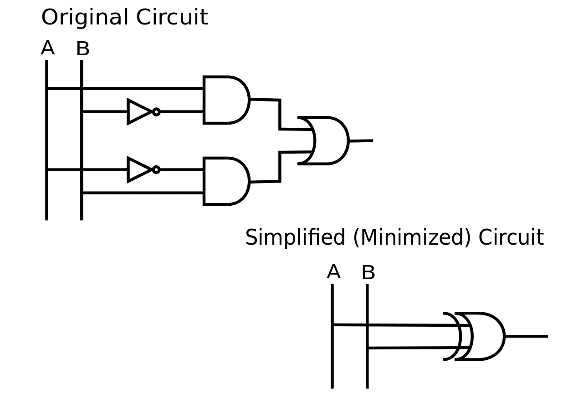 Original Circuit
A B
Simplified (Minimized) Circuit
A B